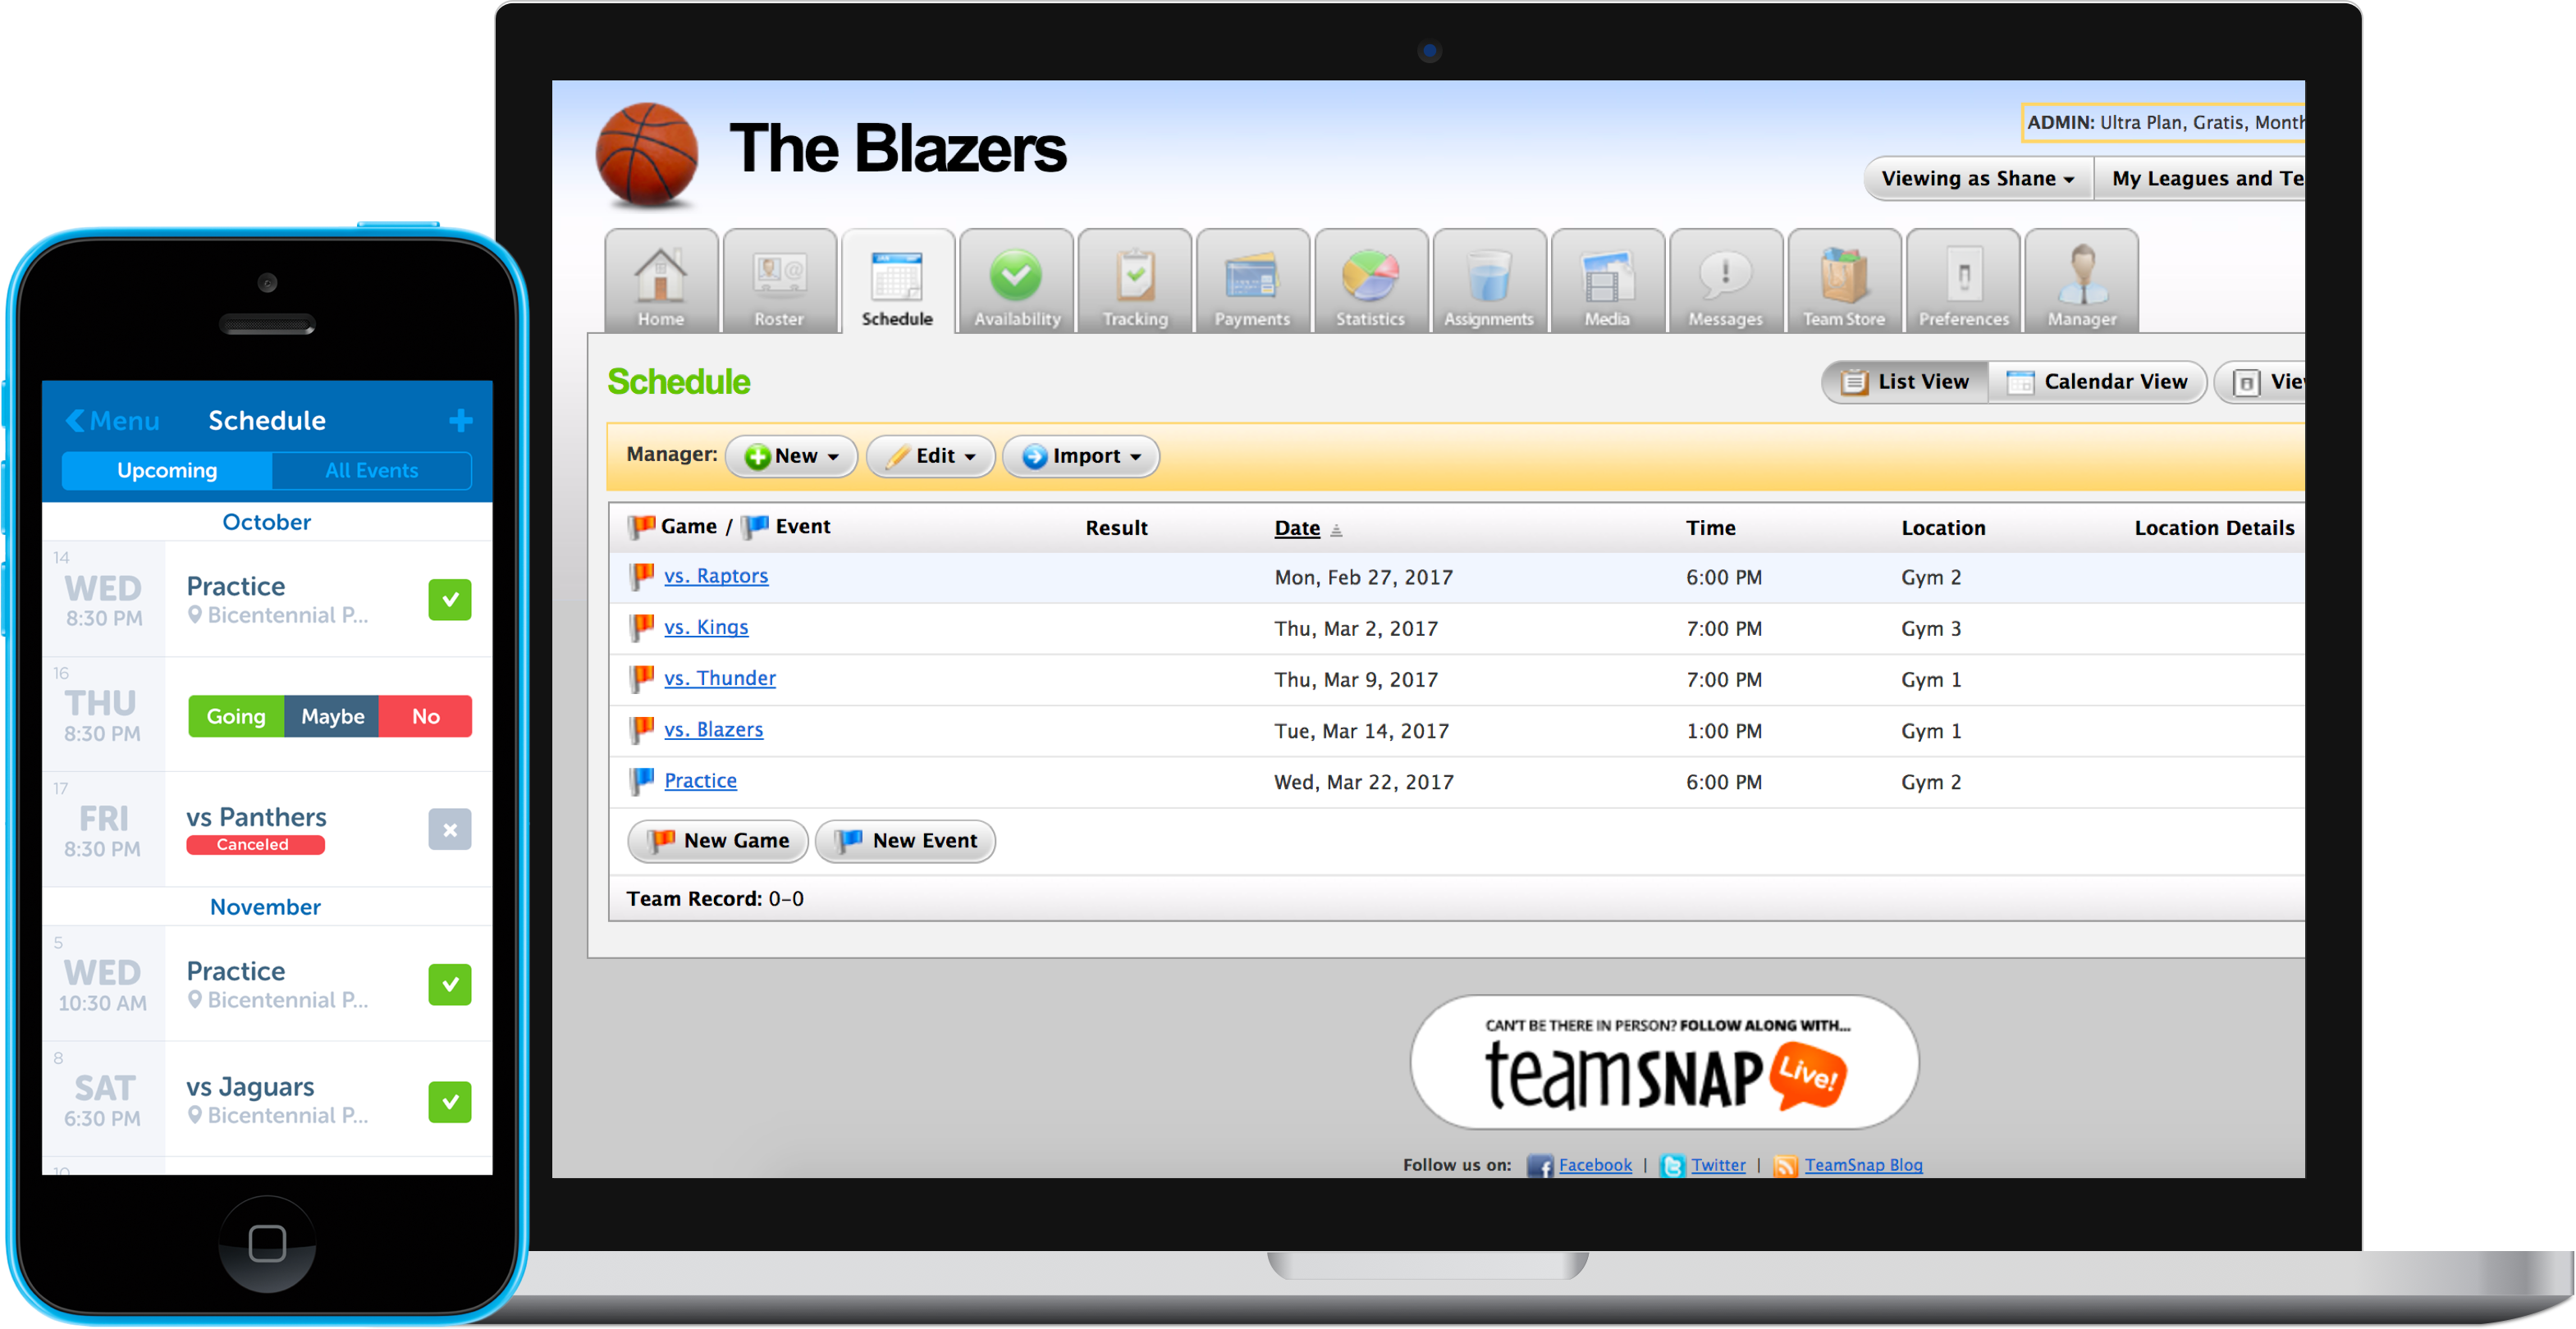 Menu Schedule
Upcoming All Events
October
14
WED
8:30 PM
Practice
Bicentennial P...
16
THU
8:30 PM
Going Maybe No
17
FRI
8:30 PM
vs Panthers
Canceled
November
5
WED
10:30 AM
Practice
Bicentennial P...
8
SAT
6:30 PM
vs Jaguars
Bicentennial P...
The Blazers
ADMIN: Ultra Plan, Gratis, Month
Viewing as Shane My Leagues and Te
Home Roster Schedule Availability Tracking Payments Statistics Assignments Media Messages Team Store Preferences Manager
Schedule
List View Calendar View Vie
Manager: New Edit Import
Game / Event Result Date Time Location Location Details
vs. Raptors Mon, Feb 27, 2017 6:00 PM Gym 2
vs. Kings Thu, Mar 2, 2017 7:00 PM Gym 3
vs. Thunder Thu, Mar 9, 2017 7:00 PM Gym 1
vs. Blazers Tue, Mar 14, 2017 1:00 PM Gym 1
Practice Wed, Mar 22, 2017 6:00 PM Gym 2
New Game New Event
Team Record: 0-0
CAN'T BE THERE IN PERSON? FOLLOW ALONG WITH...
teamSNAP Live!
Follow us on: Facebook | Twitter | TeamSnap Blog